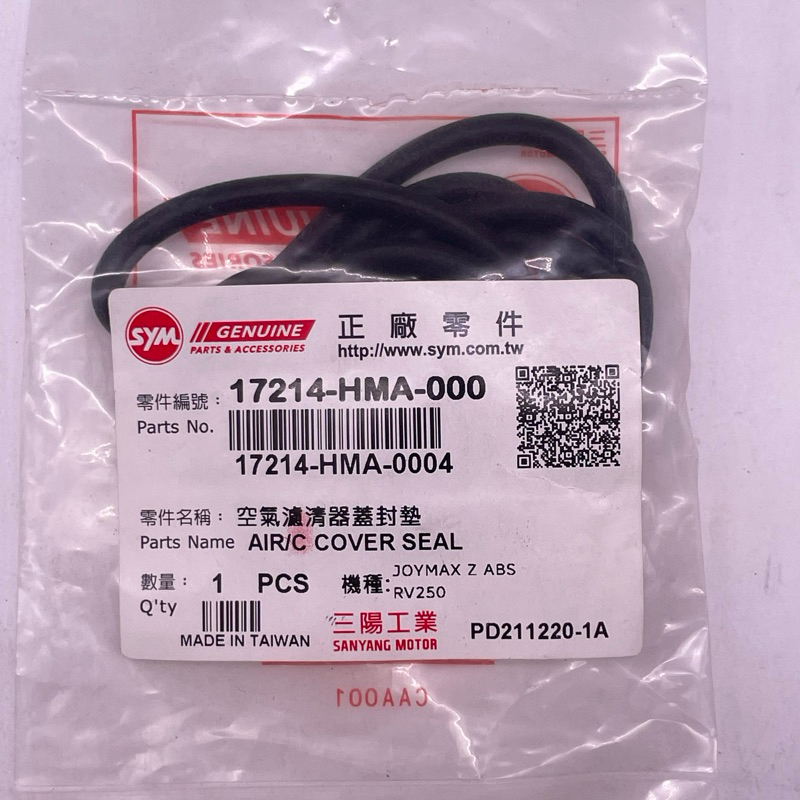 SYM
GENUINE
PARTS & ACCESSORIES
正廠零件
http://www.sym.com.tw
零件編號：17214-HMA-000
Parts No.
17214-HMA-0004
零件名稱：空氣濾清器蓋封墊
Parts Name AIR/C COVER SEAL
數量：1 PCS
Q'ty
機種：JOYMAX Z ABS
RV250
MADE IN TAIWAN
三陽工業
SANYANG MOTOR
PD211220-1A
CAA001